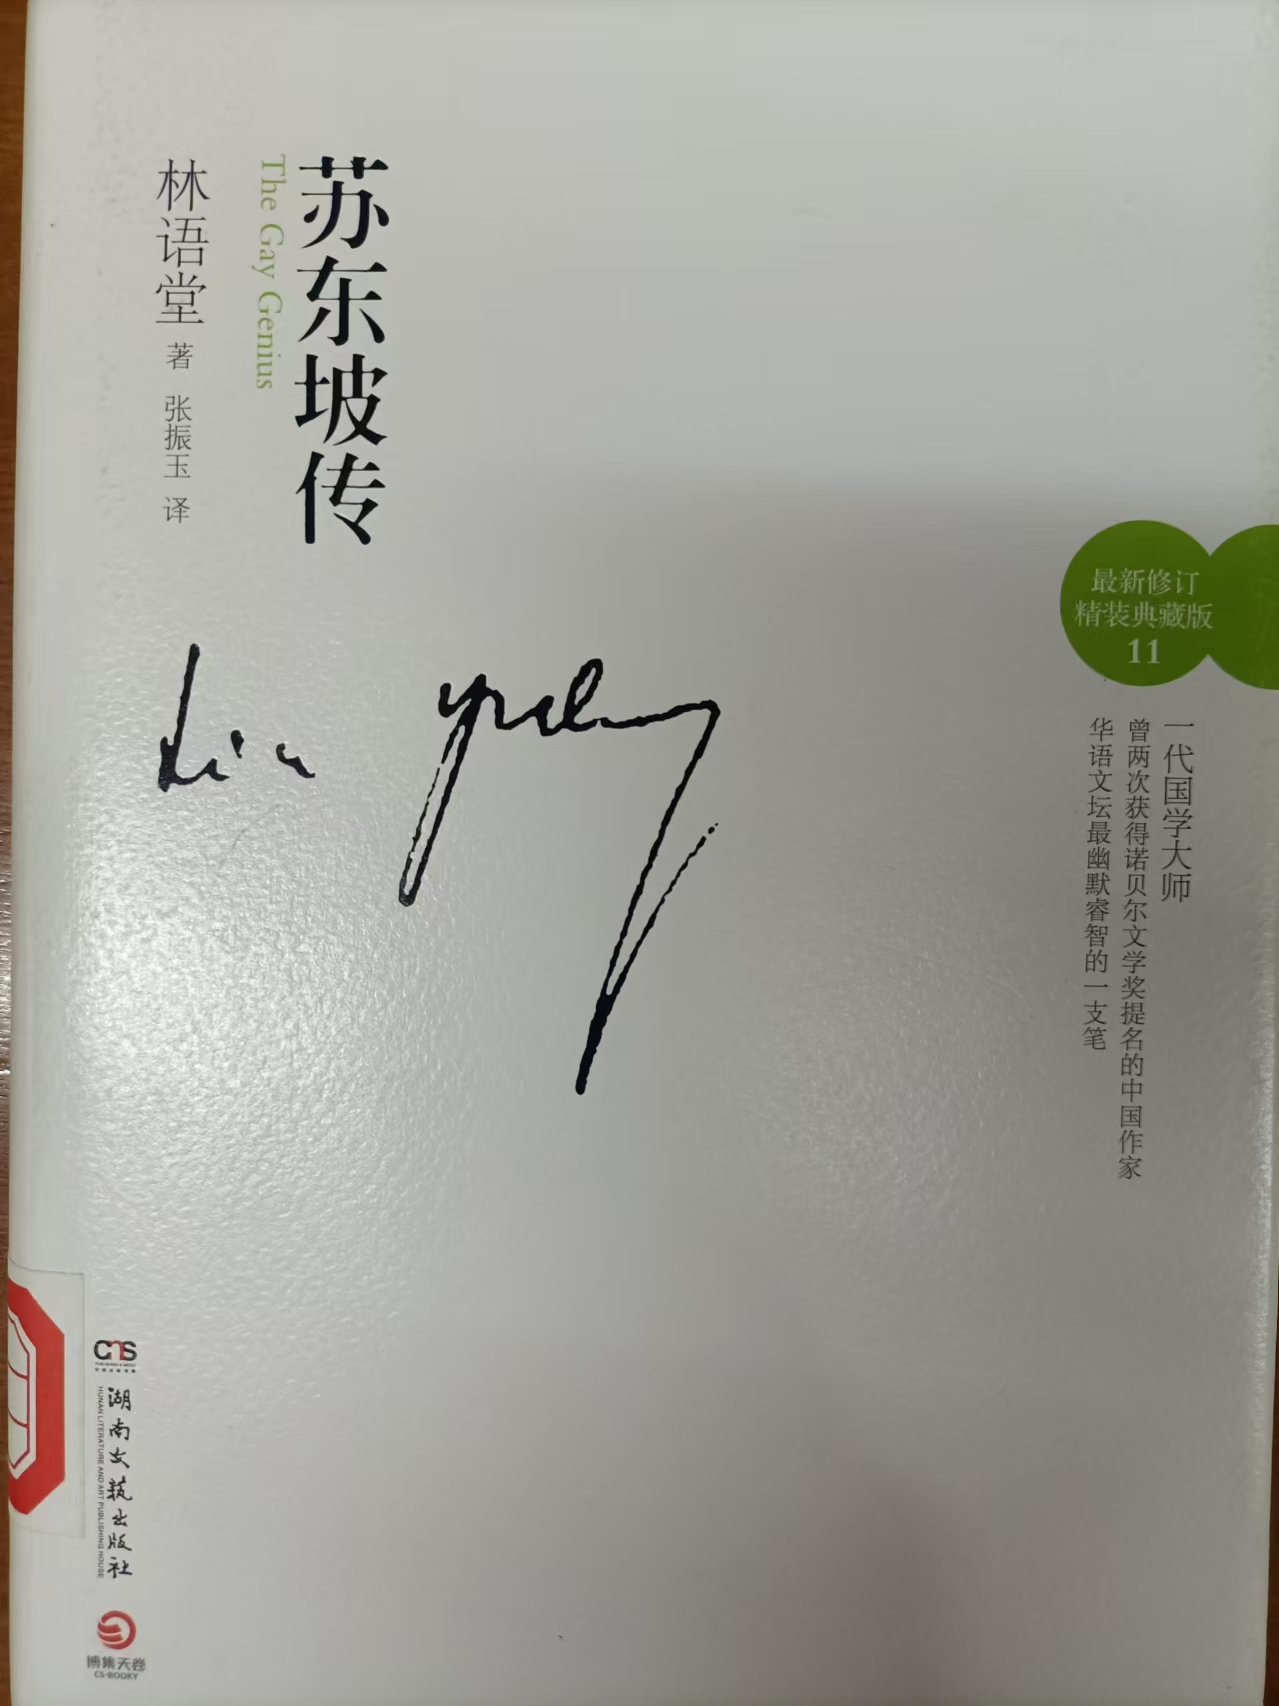 苏东坡传
The Gay Genius
林语堂 著 张振玉 译
最新修订
精装典藏版
11
一代国学大师
曾两次获得诺贝尔文学奖提名的中国作家
华语文坛最幽默睿智的一支笔
Lin Yutang
CNS
湖南文艺出版社
HUNAN LITERATURE AND ART PUBLISHING HOUSE
博集天卷
CS-BOOKY